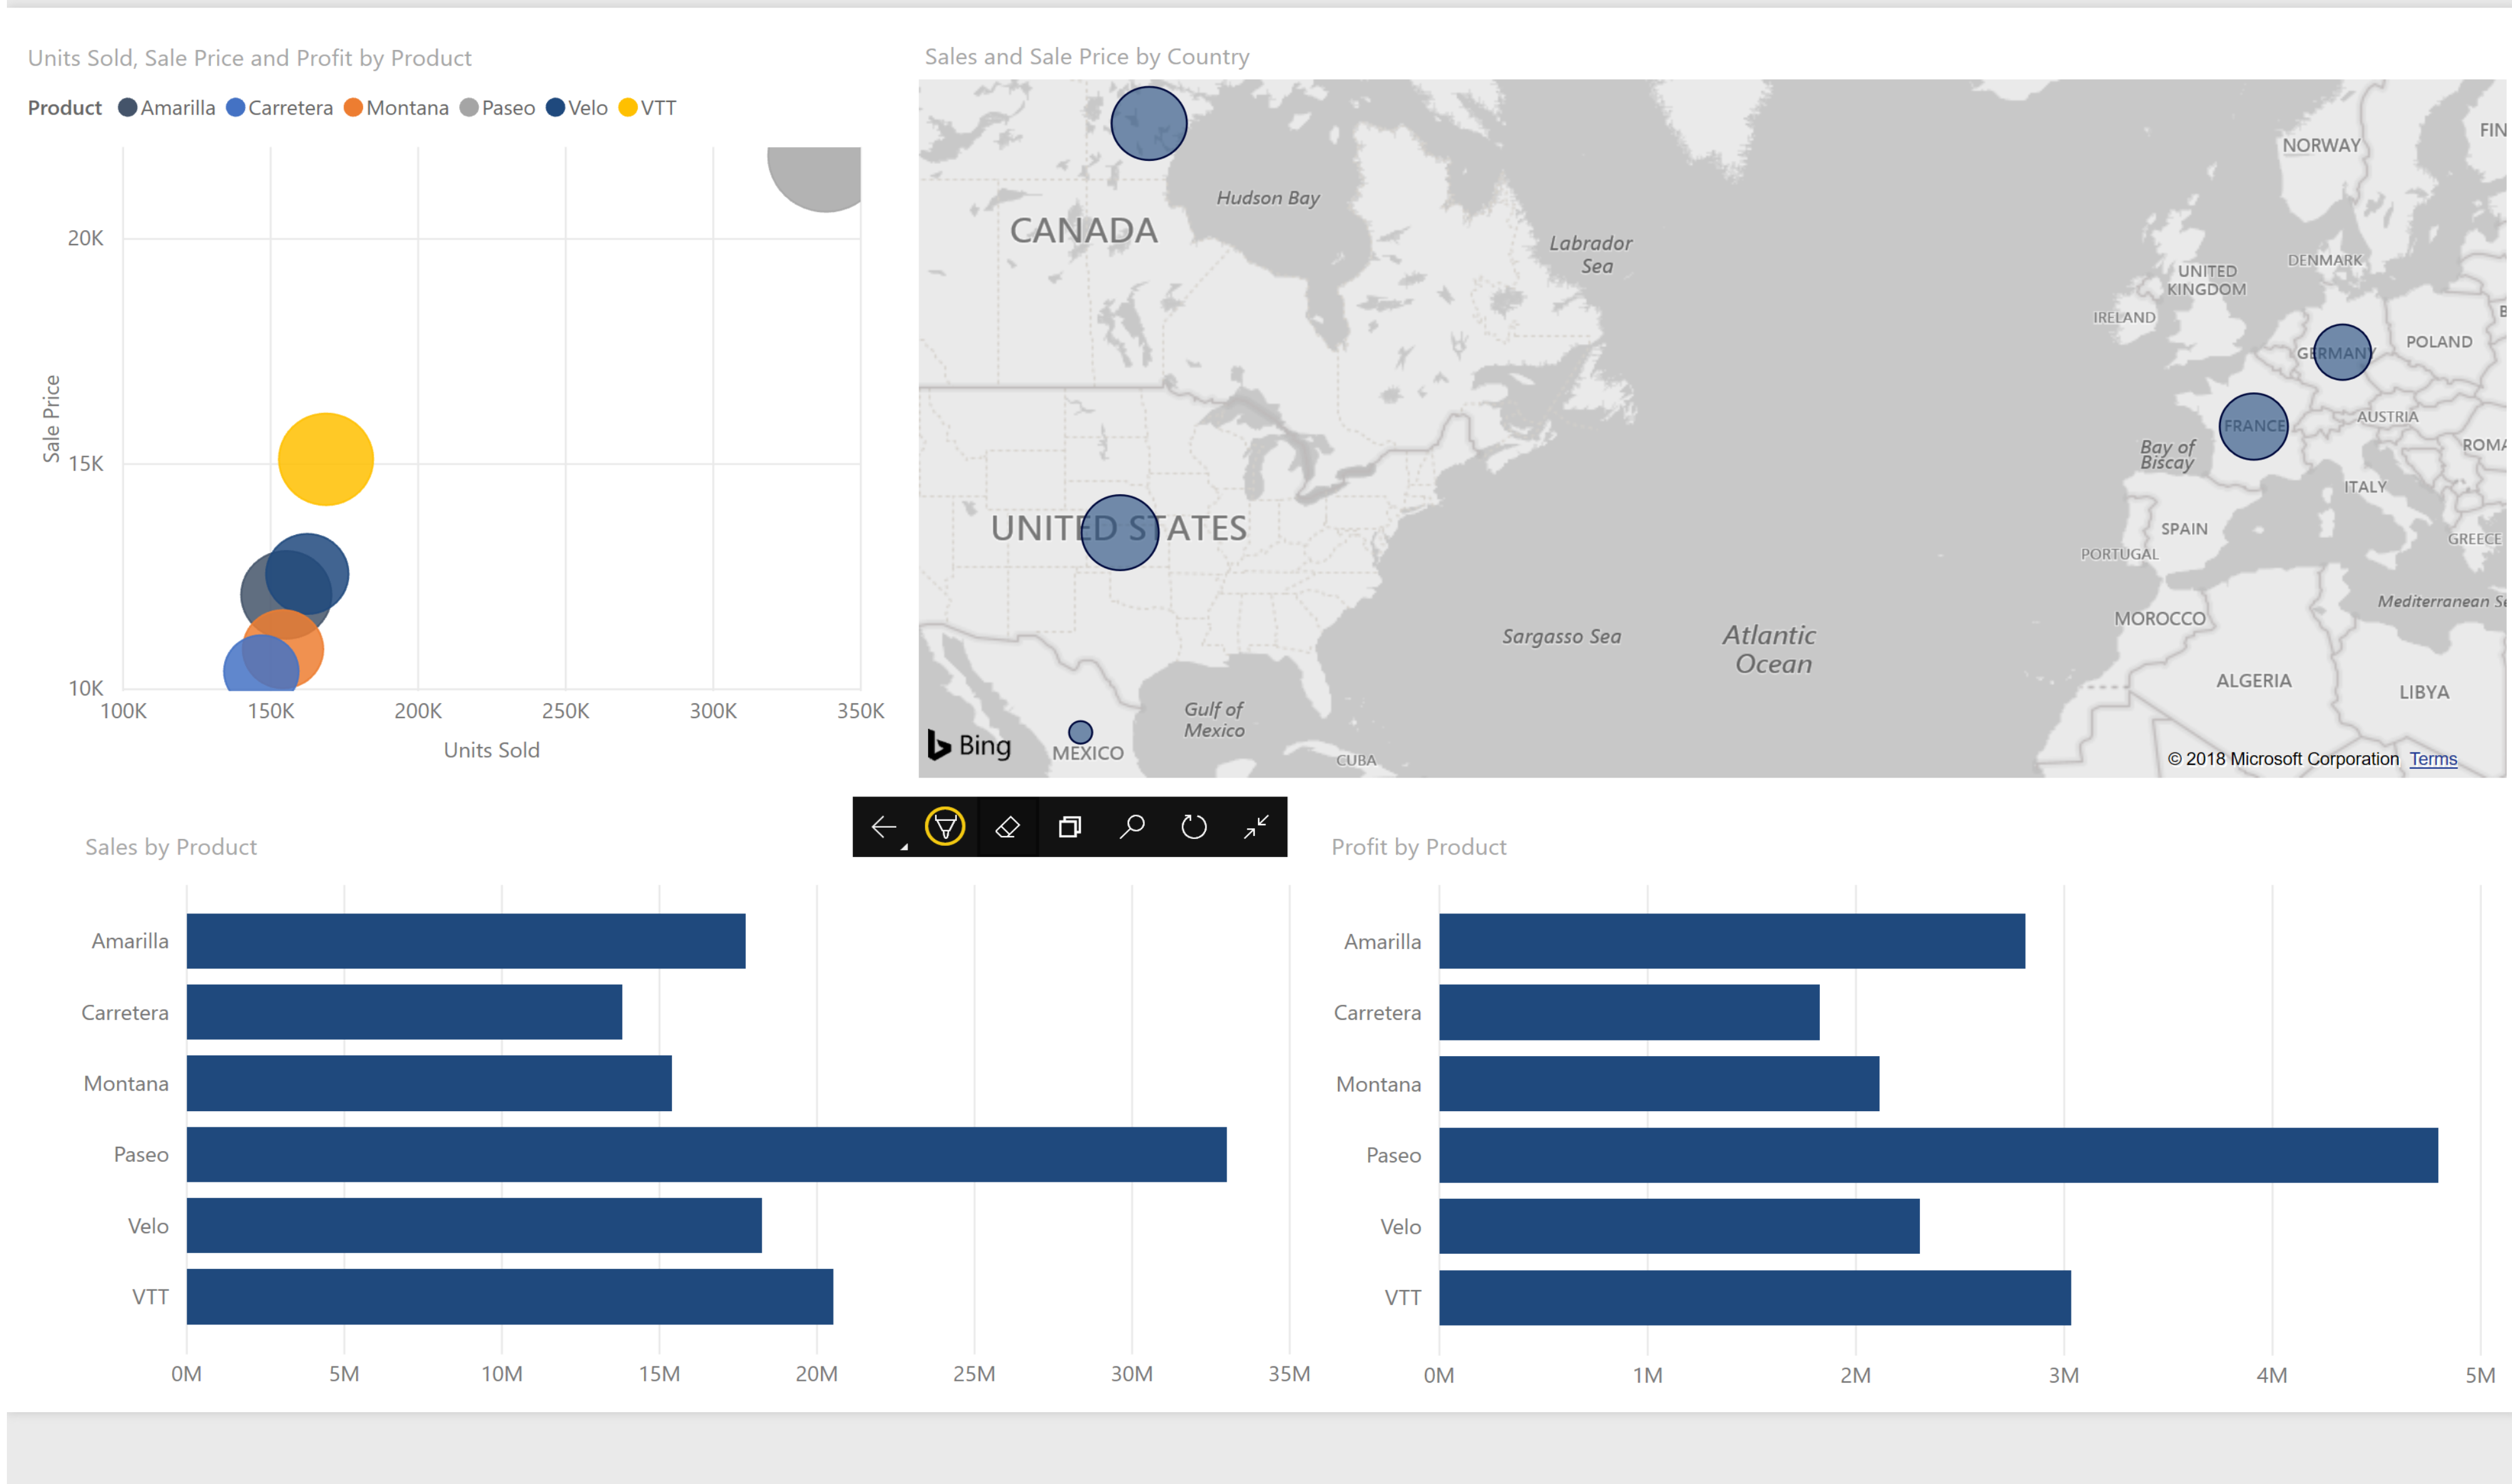 Units Sold, Sale Price and Profit by Product
Product Amarilla Carretera Montana Paseo Velo VTT
20K
15K
10K
Sale Price
100K 150K 200K 250K 300K 350K
Units Sold
Sales and Sale Price by Country
NORWAY
FIN
Hudson Bay
CANADA
Labrador
Sea
DENMARK
UNITED
KINGDOM
IRELAND
GERMANY
POLAND
AUSTRIA
FRANCE
Bay of
Biscay
ROMA
ITALY
UNITED STATES
SPAIN
GREECE
PORTUGAL
Mediterranean Se
MOROCCO
Sargasso Sea
Atlantic
Ocean
ALGERIA
LIBYA
Gulf of
Mexico
Bing
MEXICO
CUBA
© 2018 Microsoft Corporation Terms
Sales by Product
Amarilla
Carretera
Montana
Paseo
Velo
VTT
0M 5M 10M 15M 20M 25M 30M 35M
Profit by Product
Amarilla
Carretera
Montana
Paseo
Velo
VTT
0M 1M 2M 3M 4M 5M